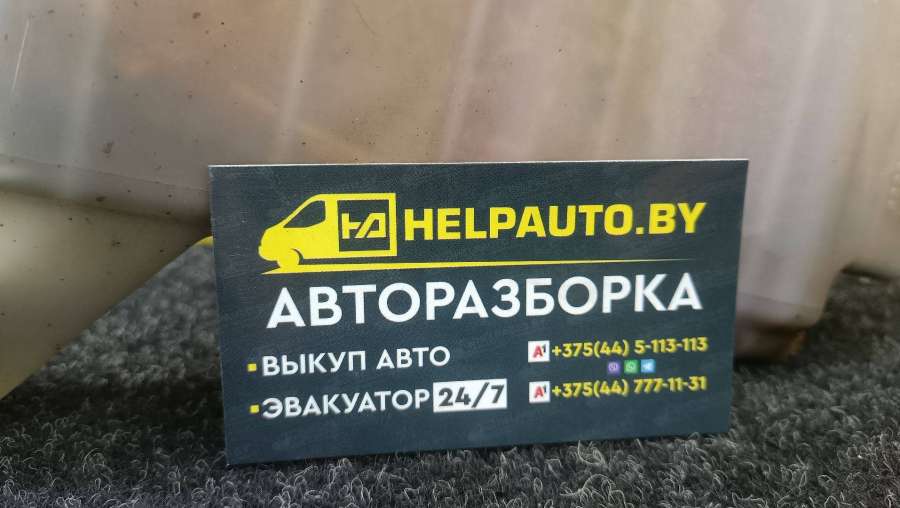 HELPAUTO.BY
АВТОРАЗБОРКА
ВЫКУП АВТО
ЭВАКУАТОР 24/7
A1 +375(44) 5-113-113
A1 +375(44) 777-11-31